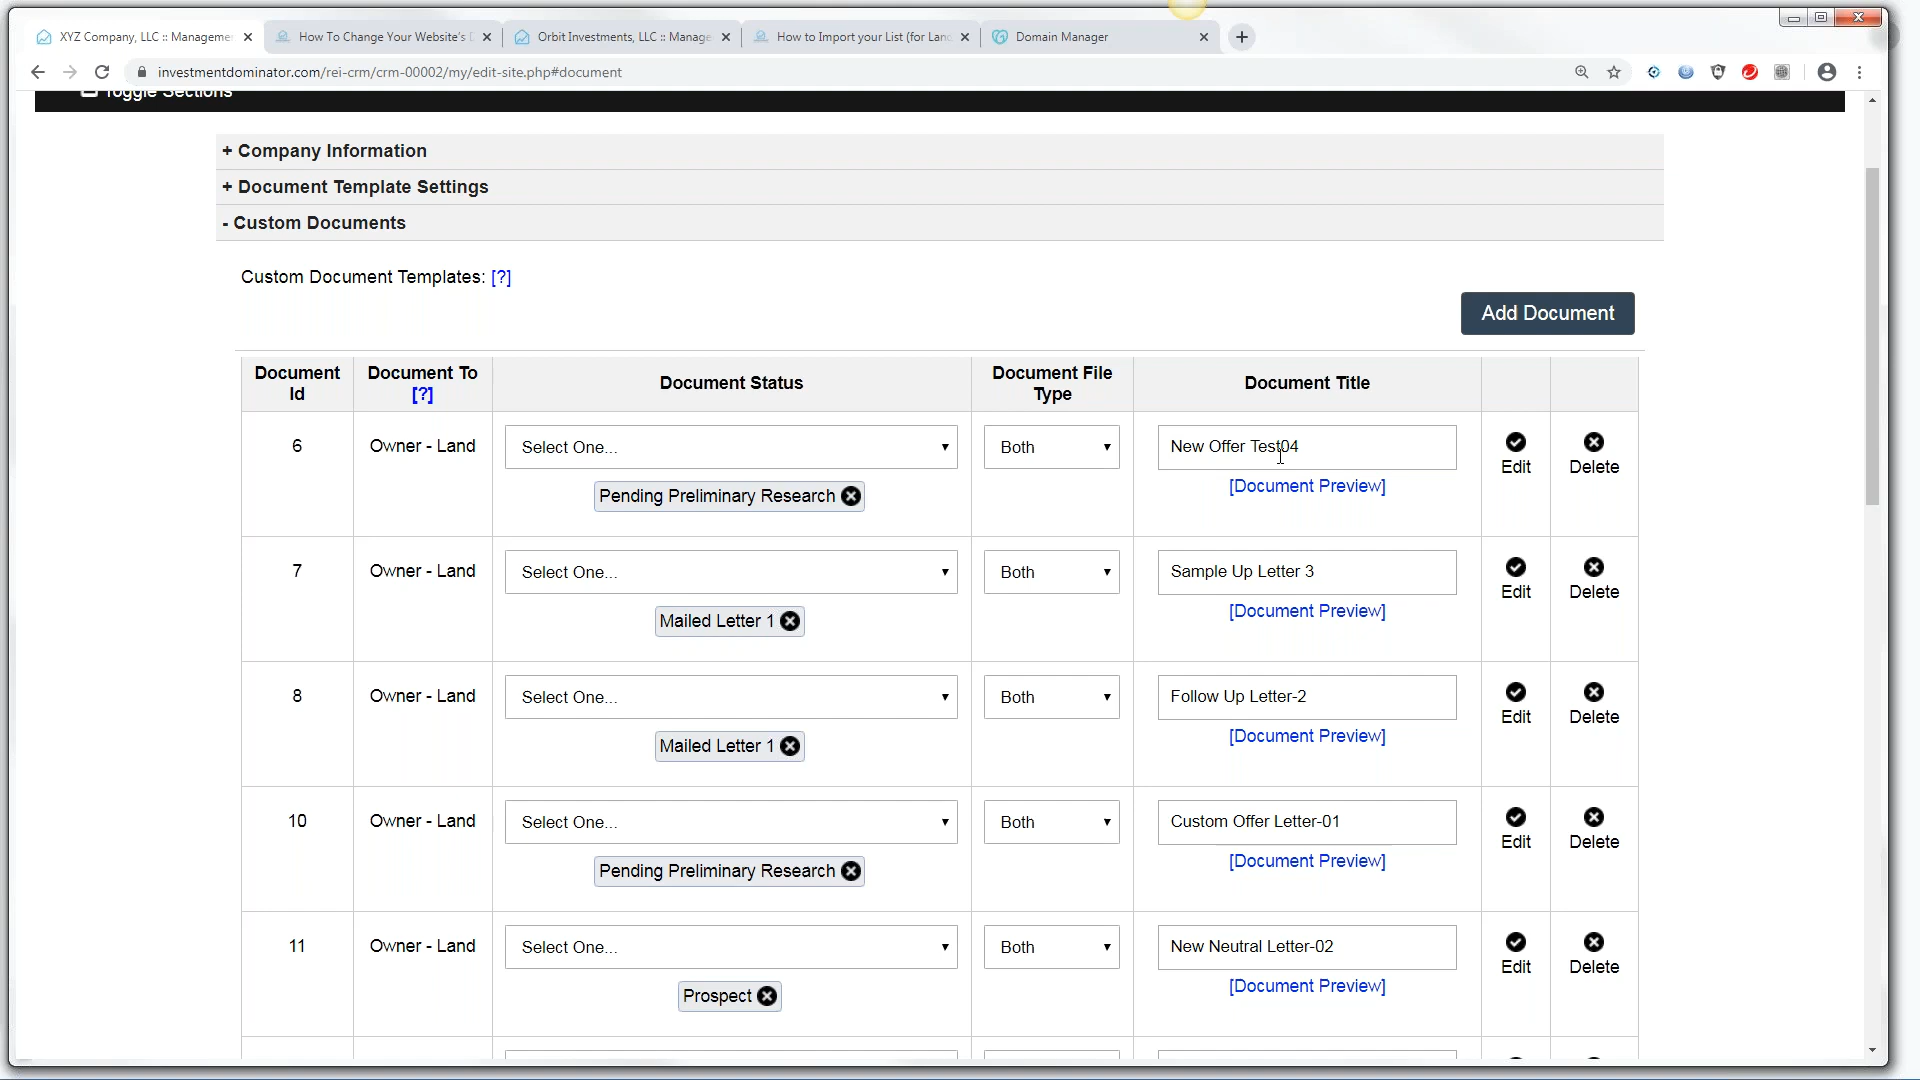 XYZ Company, LLC :: Manageme
How To Change Your Website's
Orbit Investments, LLC :: Manage
How to Import your List (for Lan
Domain Manager
investmentdominator.com/rei-crm/crm-00002/my/edit-site.php#document
Toggle Sections
+ Company Information
+ Document Template Settings
- Custom Documents
Custom Document Templates: [?]
Add Document
Document Id
Document To [?]
Document Status
Document File Type
Document Title
6
Owner - Land
Select One...
Pending Preliminary Research
Both
New Offer Test04
[Document Preview]
Edit
Delete
7
Owner - Land
Select One...
Mailed Letter 1
Both
Sample Up Letter 3
[Document Preview]
Edit
Delete
8
Owner - Land
Select One...
Mailed Letter 1
Both
Follow Up Letter-2
[Document Preview]
Edit
Delete
10
Owner - Land
Select One...
Pending Preliminary Research
Both
Custom Offer Letter-01
[Document Preview]
Edit
Delete
11
Owner - Land
Select One...
Prospect
Both
New Neutral Letter-02
[Document Preview]
Edit
Delete